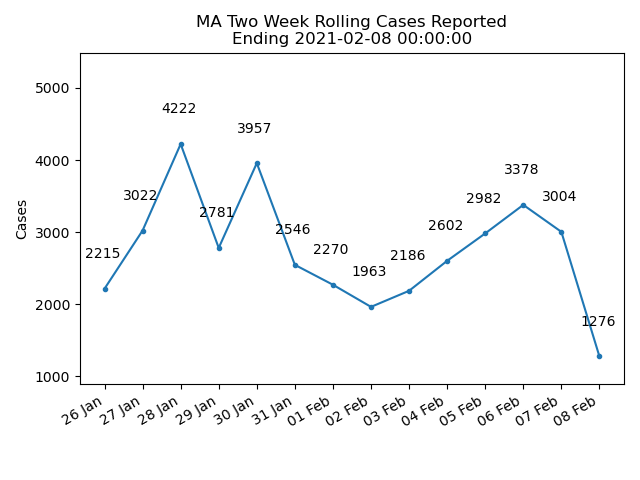 MA Two Week Rolling Cases Reported
Ending 2021-02-08 00:00:00
Cases
5000
4000
3000
2000
1000
2215
3022
4222
2781
3957
2546
2270
1963
2186
2602
2982
3378
3004
1276
26 Jan
27 Jan
28 Jan
29 Jan
30 Jan
31 Jan
01 Feb
02 Feb
03 Feb
04 Feb
05 Feb
06 Feb
07 Feb
08 Feb